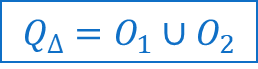 Q_Δ = O_1 ∪ O_2